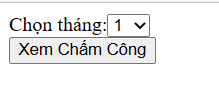 Chọn tháng: 1
Xem Chấm Công